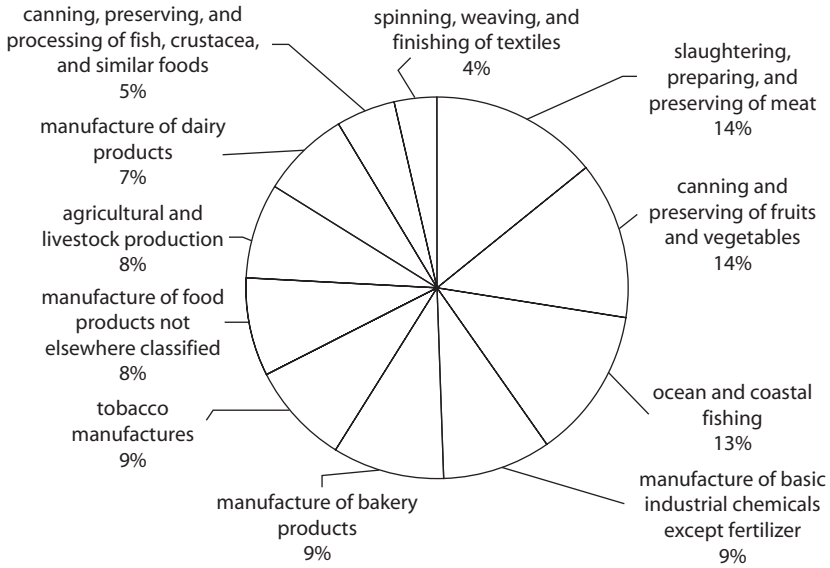 canning, preserving, and
processing of fish, crustacea,
and similar foods
5%
spinning, weaving, and
finishing of textiles
4%
slaughtering,
preparing, and
preserving of meat
14%
manufacture of dairy
products
7%
canning and
preserving of fruits
and vegetables
14%
agricultural and
livestock production
8%
manufacture of food
products not
elsewhere classified
8%
ocean and coastal
fishing
13%
tobacco
manufactures
9%
manufacture of basic
industrial chemicals
except fertilizer
9%
manufacture of bakery
products
9%